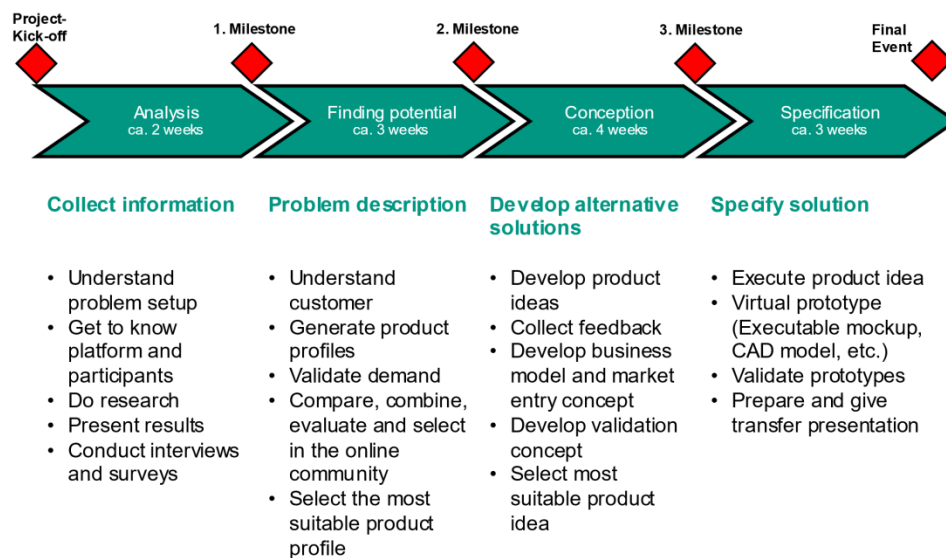 Project-
Kick-off
1. Milestone
2. Milestone
3. Milestone
Final
Event
Analysis
ca. 2 weeks
Finding potential
ca. 3 weeks
Conception
ca. 4 weeks
Specification
ca. 3 weeks
Collect information
• Understand
problem setup
• Get to know
platform and
participants
• Do research
• Present results
• Conduct interviews
and surveys
Problem description
• Understand
customer
• Generate product
profiles
• Validate demand
• Compare, combine,
evaluate and select
in the online
community
• Select the most
suitable product
profile
Develop alternative
solutions
• Develop product
ideas
• Collect feedback
• Develop business
model and market
entry concept
• Develop validation
concept
• Select most
suitable product
idea
Specify solution
• Execute product idea
• Virtual prototype
(Executable mockup,
CAD model, etc.)
• Validate prototypes
• Prepare and give
transfer presentation